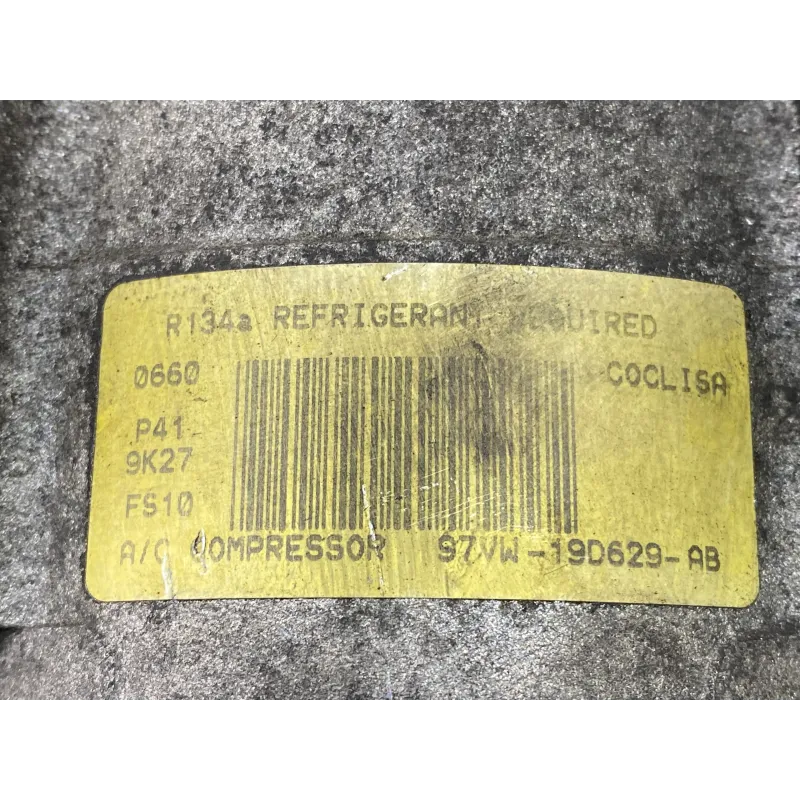 R134a REFRIGERANT REQUIRED
0660 COCLISA
P41
9K27
FS10
A/C COMPRESSOR 97VW-19D629-AB